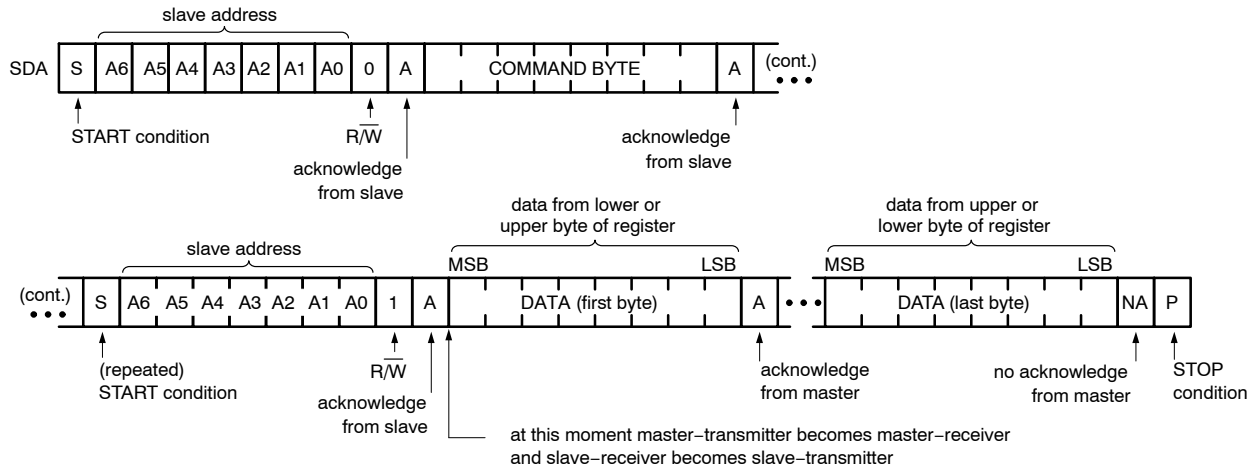 slave address
SDA S A6 A5 A4 A3 A2 A1 A0 0 A COMMAND BYTE A (cont.)
START condition
R/W
acknowledge
from slave
acknowledge
from slave
data from lower or
upper byte of register
data from upper or
lower byte of register
slave address
MSB LSB MSB LSB
(cont.) S A6 A5 A4 A3 A2 A1 A0 1 A DATA (first byte) A DATA (last byte) NA P
(repeated)
START condition
R/W
acknowledge
from slave
acknowledge
from master
no acknowledge
from master
STOP
condition
at this moment master−transmitter becomes master−receiver
and slave−receiver becomes slave−transmitter